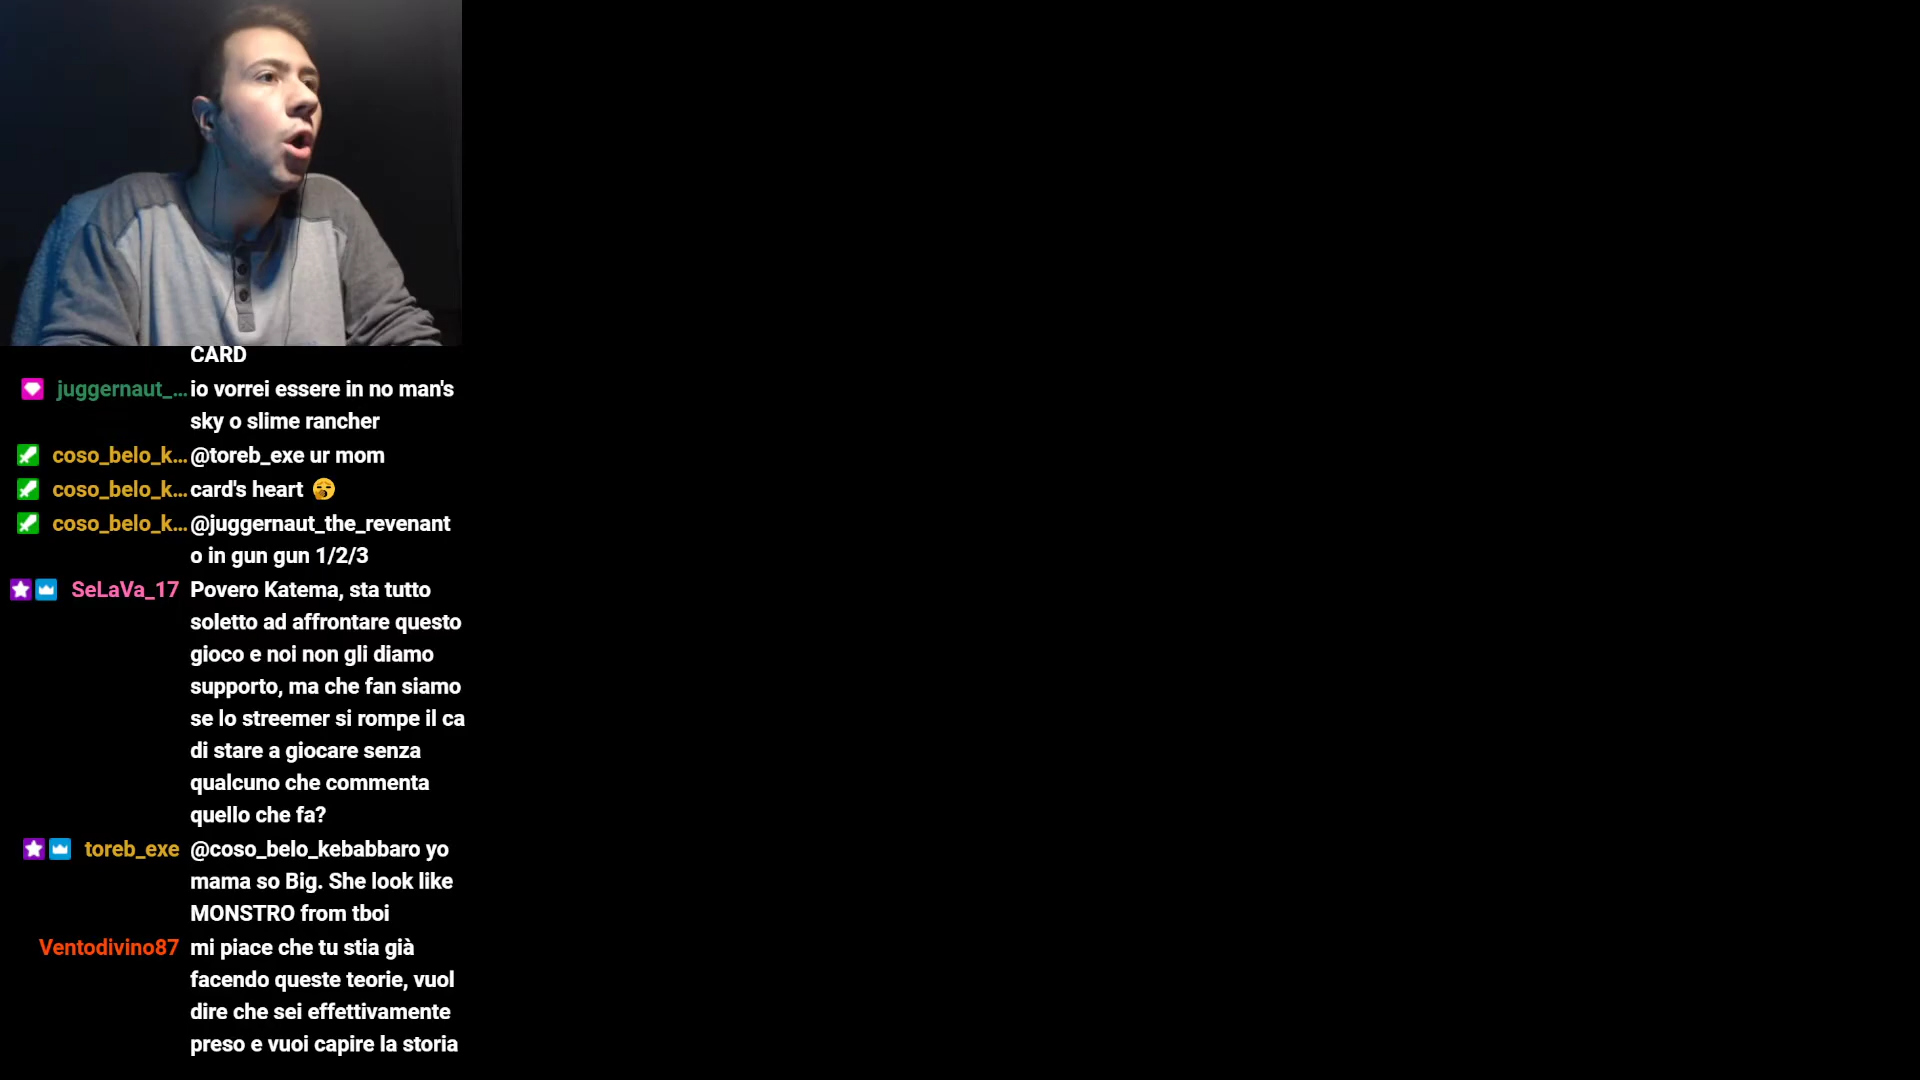 CARD
juggernaut_... io vorrei essere in no man's
sky o slime rancher
coso_belo_k... @toreb_exe ur mom
coso_belo_k... card's heart 🥱
coso_belo_k... @juggernaut_the_revenant
o in gun gun 1/2/3
SeLaVa_17 Povero Katema, sta tutto
soletto ad affrontare questo
gioco e noi non gli diamo
supporto, ma che fan siamo
se lo streemer si rompe il ca
di stare a giocare senza
qualcuno che commenta
quello che fa?
toreb_exe @coso_belo_kebabbaro yo
mama so Big. She look like
MONSTRO from tboi
Ventodivino87 mi piace che tu stia già
facendo queste teorie, vuol
dire che sei effettivamente
preso e vuoi capire la storia